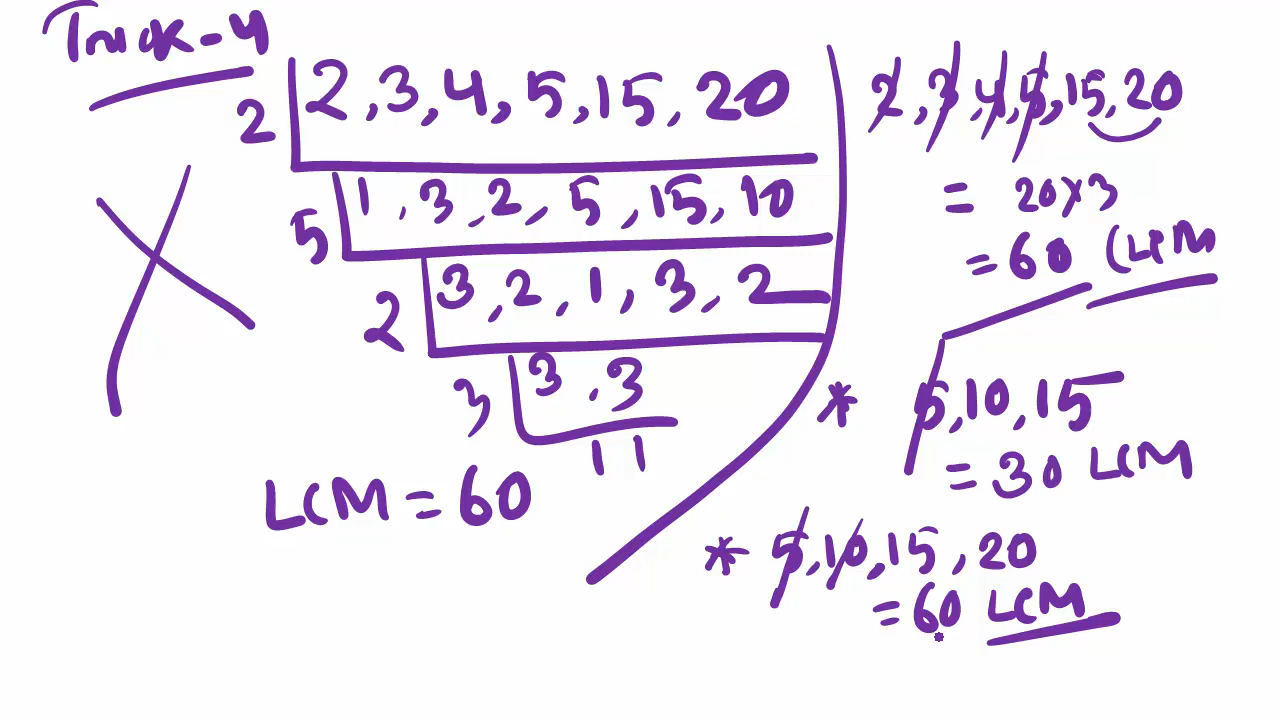 Trick-4
2 | 2, 3, 4, 5, 15, 20
5 | 1, 3, 2, 5, 15, 10
2 | 3, 2, 1, 3, 2
3 | 3, 3
1 1
LCM = 60
2, 3, 4, 5, 15, 20
= 20x3
= 60 (LCM
* 5, 10, 15
= 30 LCM
* 5, 10, 15, 20
= 60 LCM